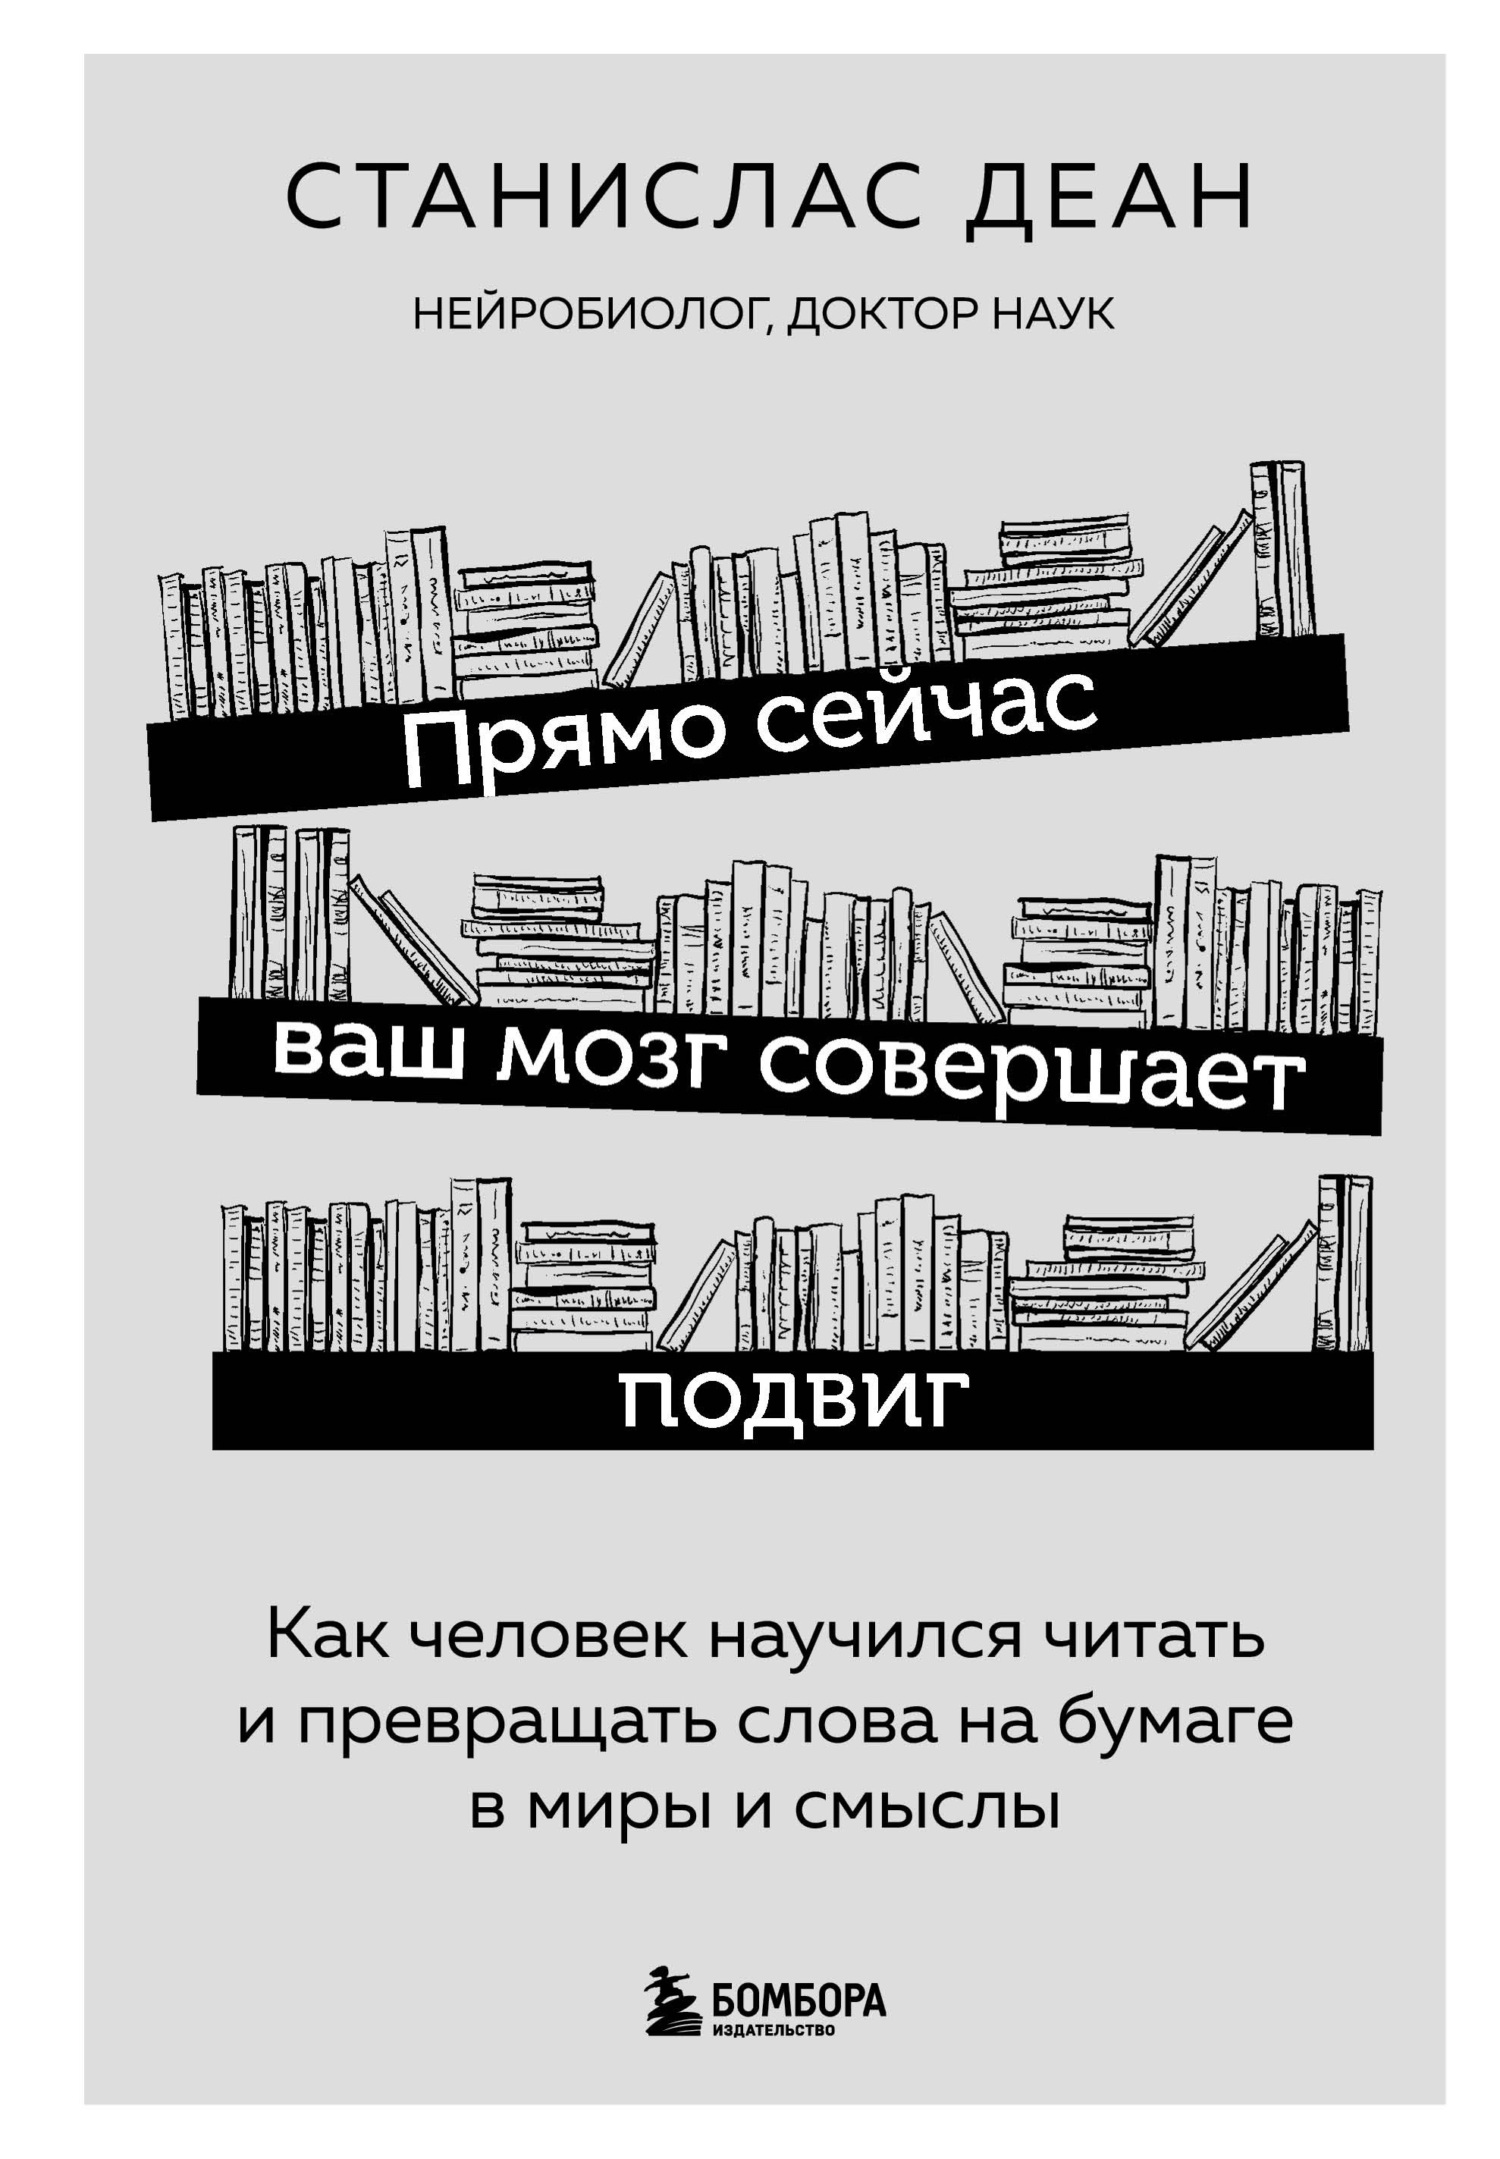 СТАНИСЛАС ДЕАН
НЕЙРОБИОЛОГ, ДОКТОР НАУК
Прямо сейчас
ваш мозг совершает
подвиг
Как человек научился читать
и превращать слова на бумаге
в миры и смыслы
БОМБОРА
ИЗДАТЕЛЬСТВО